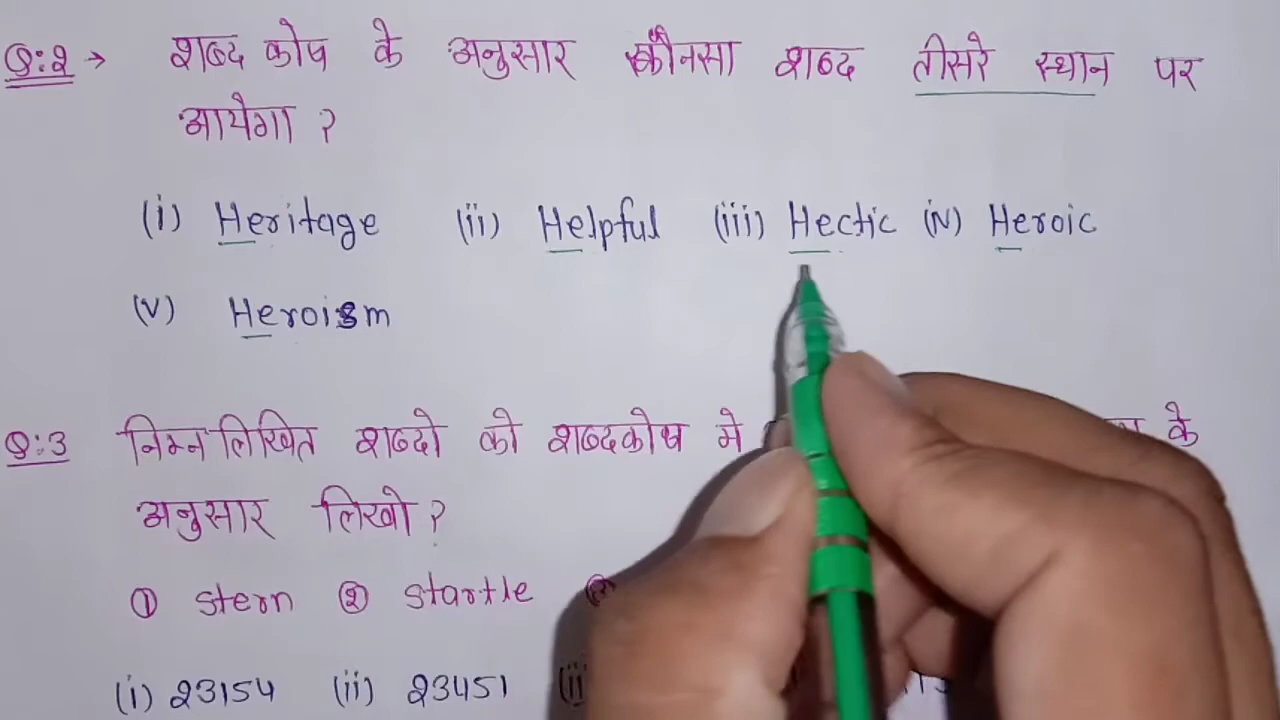 Q:2 → शब्द कोष के अनुसार कौनसा शब्द तीसरे स्थान पर
आयेगा ?
(i) Heritage (ii) Helpful (iii) Hectic (iv) Heroic
(v) Heroism
Q:3 निम्नलिखित शब्दो को शब्दकोष मे के
अनुसार लिखो ?
① stern ② startle
(i) 23154 (ii) 23451